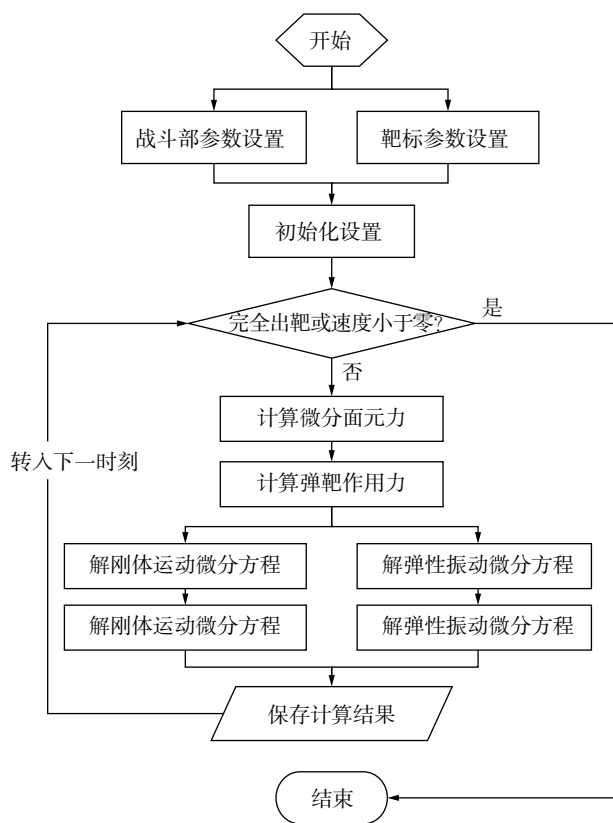 开始
战斗部参数设置
靶标参数设置
初始化设置
完全出靶或速度小于零?
是
否
计算微分面元力
转入下一时刻
计算弹靶作用力
解刚体运动微分方程
解弹性振动微分方程
解刚体运动微分方程
解弹性振动微分方程
保存计算结果
结束